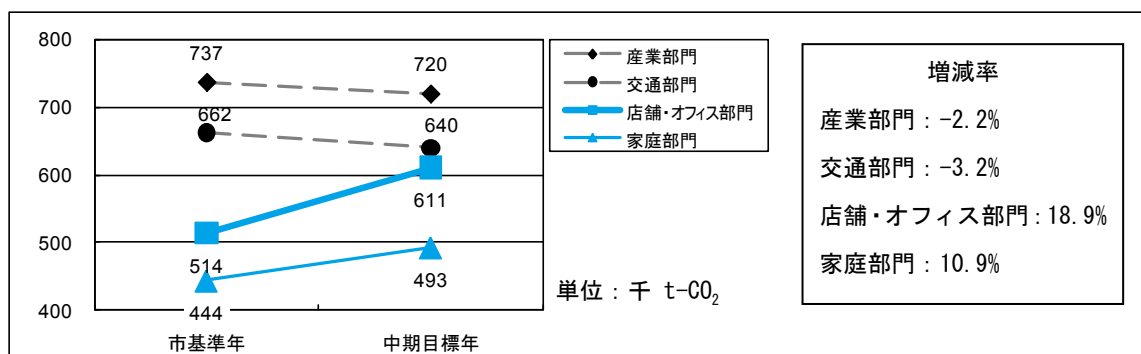 800
700
600
500
400
737
720
662
640
611
514
493
444
市基準年
中期目標年
産業部門
交通部門
店舗・オフィス部門
家庭部門
単位：千 t-CO₂
増減率
産業部門：-2.2%
交通部門：-3.2%
店舗・オフィス部門：18.9%
家庭部門：10.9%